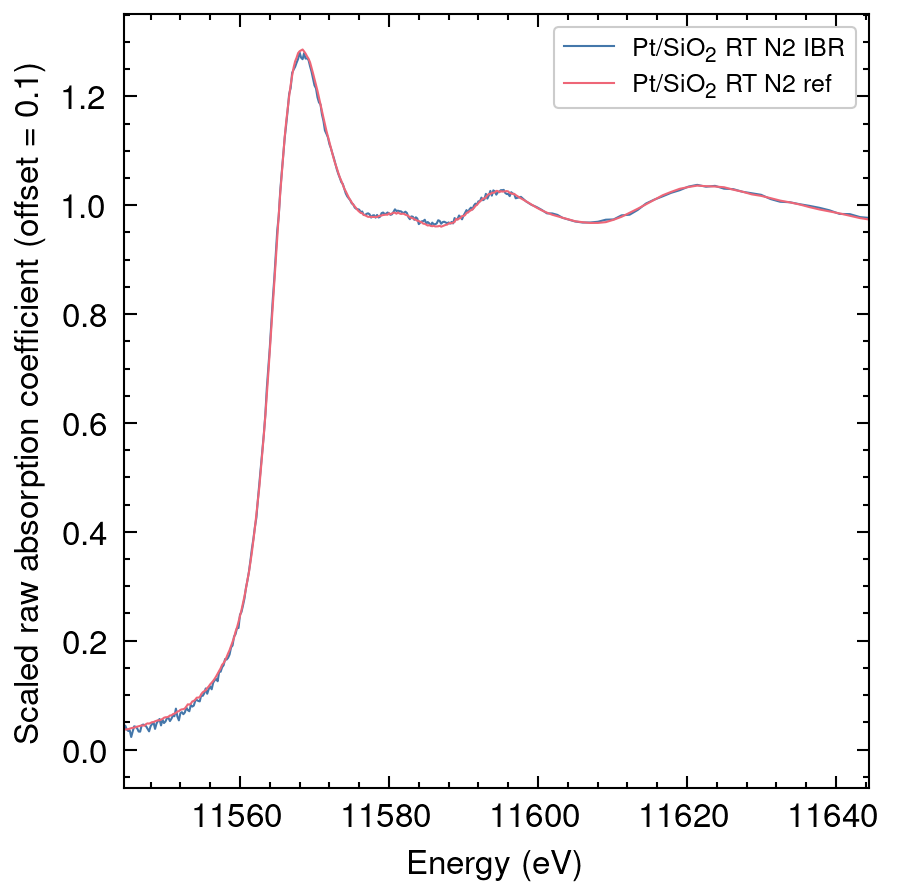 Pt/SiO2 RT N2 IBR
Pt/SiO2 RT N2 ref
Scaled raw absorption coefficient (offset = 0.1)
1.2
1.0
0.8
0.6
0.4
0.2
0.0
11560 11580 11600 11620 11640
Energy (eV)